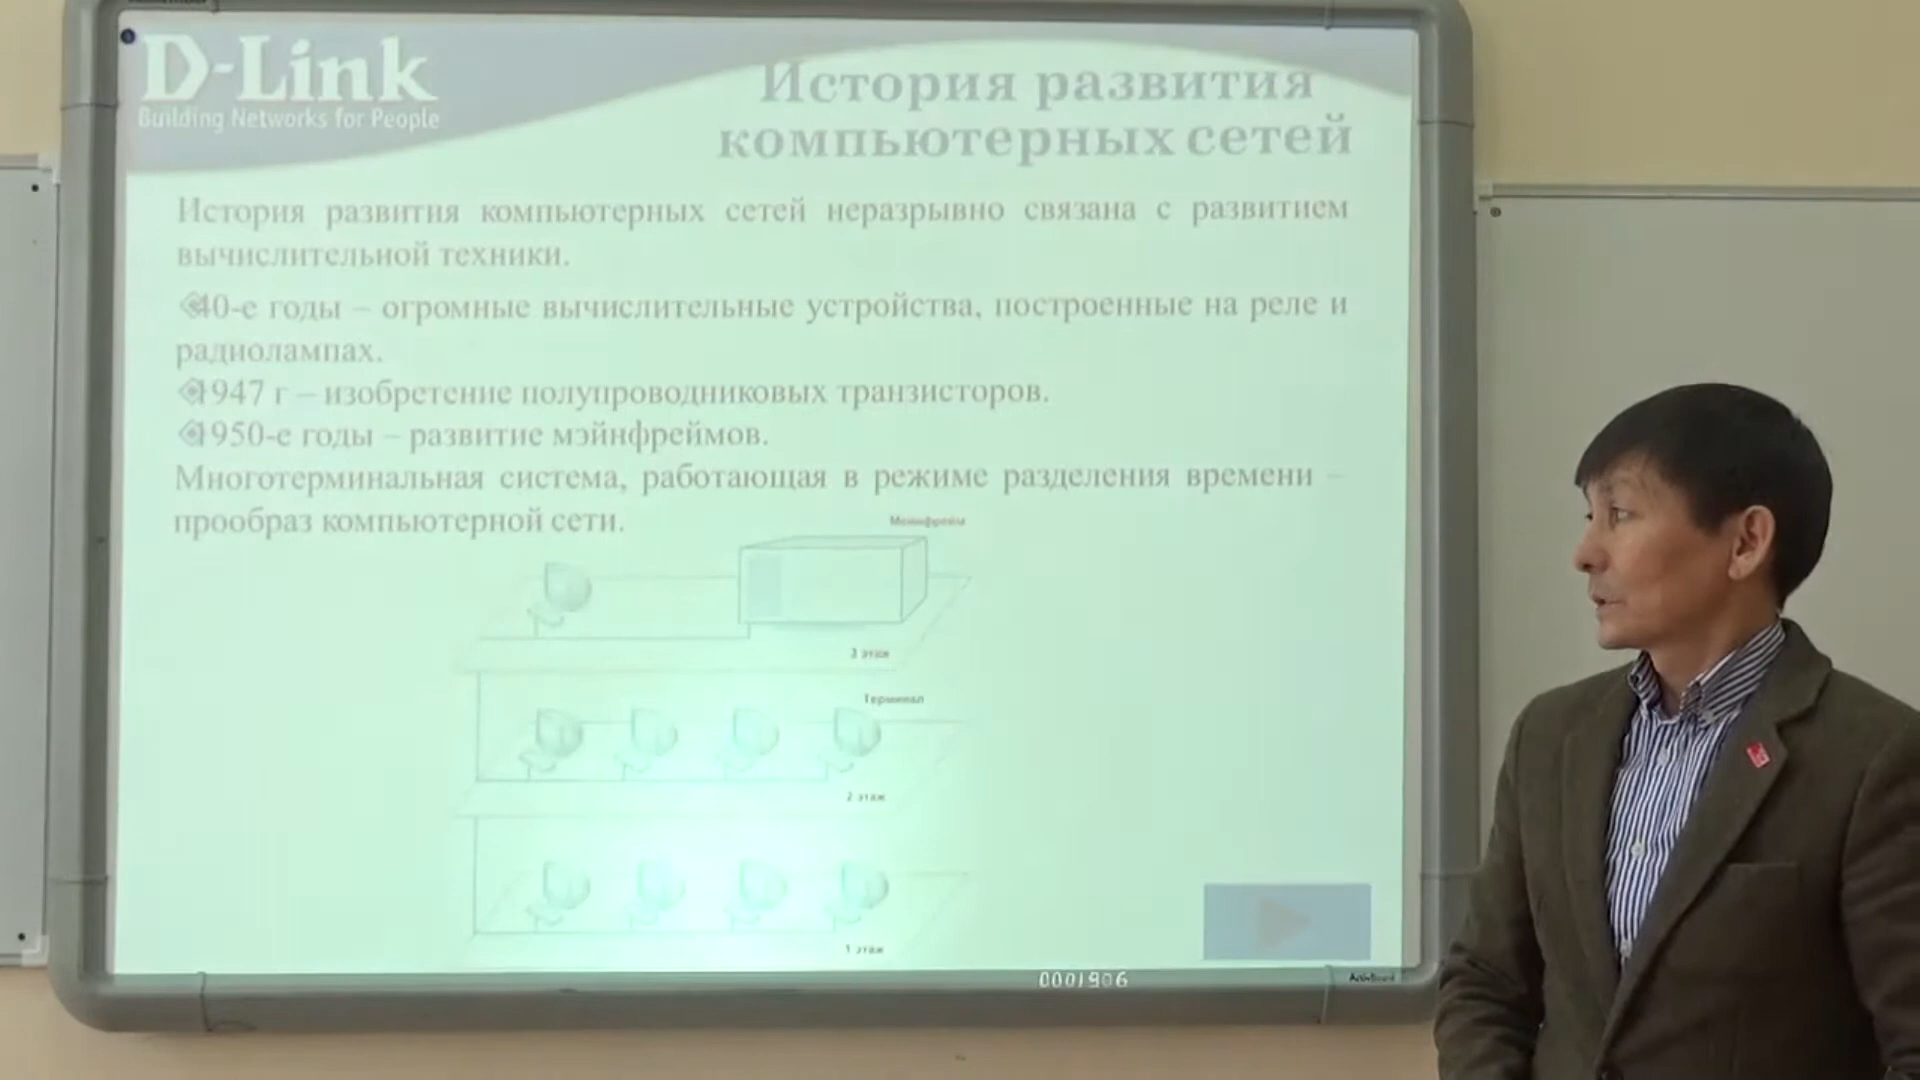 D-Link
Building Networks for People
История развития
компьютерных сетей
История развития компьютерных сетей неразрывно связана с развитием
вычислительной техники.
40-е годы – огромные вычислительные устройства, построенные на реле и
радиолампах.
1947 г – изобретение полупроводниковых транзисторов.
1950-е годы – развитие мэйнфреймов.
Многотерминальная система, работающая в режиме разделения времени –
прообраз компьютерной сети.
Мейнфрейм
3 этаж
Терминал
2 этаж
1 этаж
0001906
ActivBoard